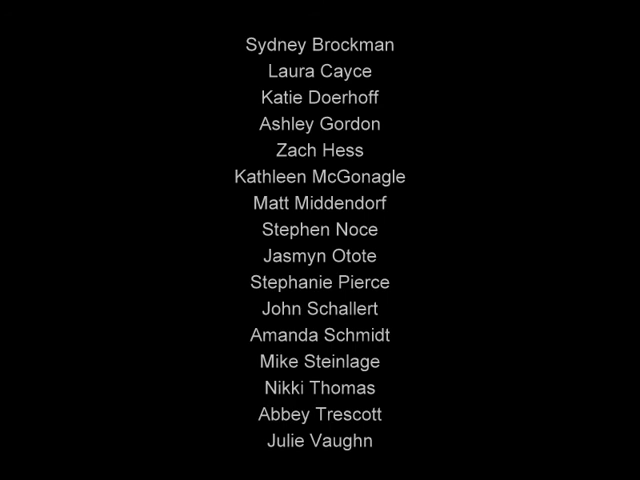 Sydney Brockman
Laura Cayce
Katie Doerhoff
Ashley Gordon
Zach Hess
Kathleen McGonagle
Matt Middendorf
Stephen Noce
Jasmyn Otote
Stephanie Pierce
John Schallert
Amanda Schmidt
Mike Steinlage
Nikki Thomas
Abbey Trescott
Julie Vaughn